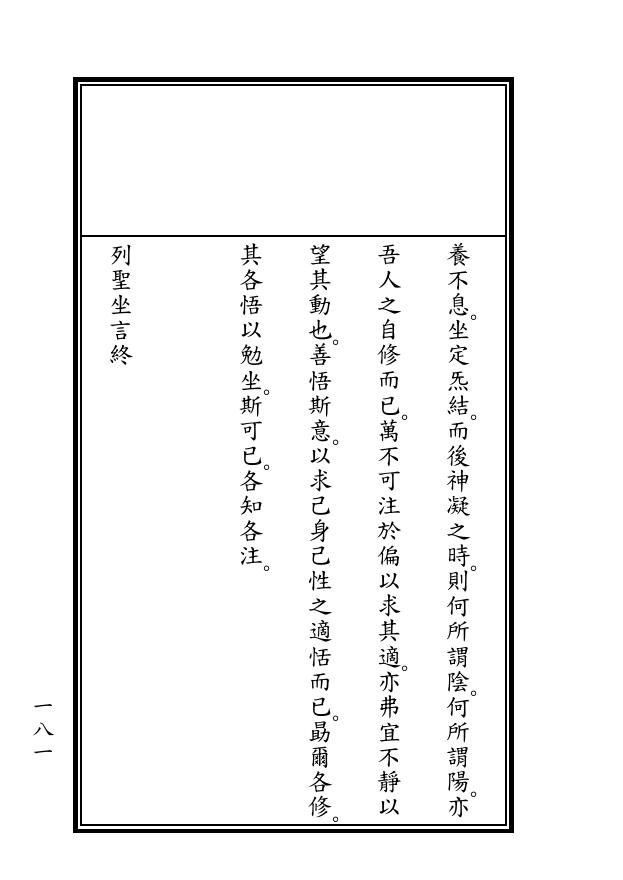 養不息。坐定炁結。而後神凝之時。則何所謂陰。何所謂陽。亦
吾人之自修而已。萬不可注於偏以求其適。亦弗宜不靜以
望其動也。善悟斯意。以求己身己性之適恬而已。勗爾各修。
其各悟以勉坐。斯可已。各知各注。
列聖坐言終
一八一